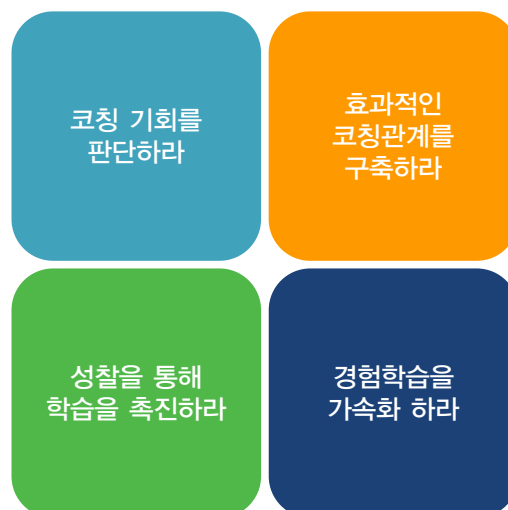 코칭 기회를
판단하라
효과적인
코칭관계를
구축하라
성찰을 통해
학습을 촉진하라
경험학습을
가속화 하라